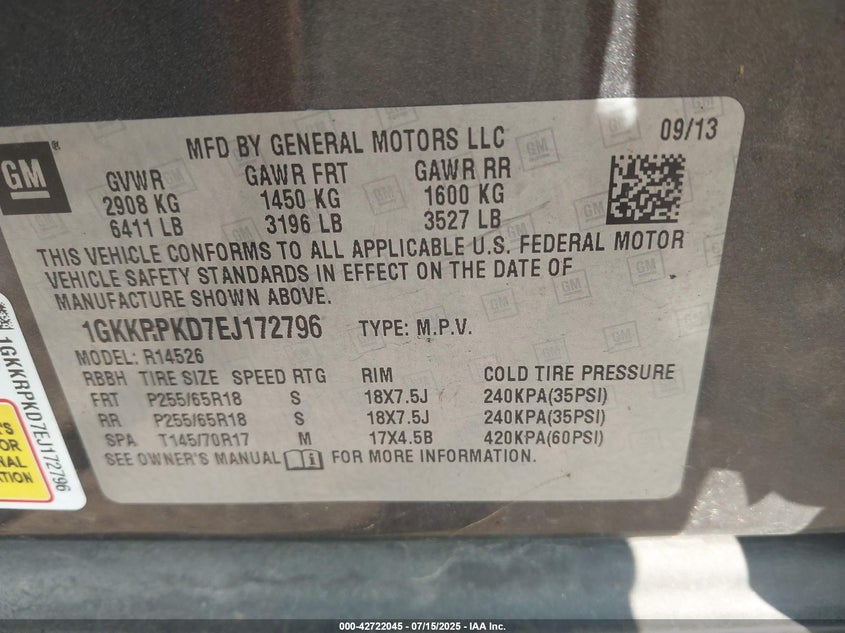 MFD BY GENERAL MOTORS LLC
09/13
GM
GVWR GAWR FRT GAWR RR
2908 KG 1450 KG 1600 KG
6411 LB 3196 LB 3527 LB
THIS VEHICLE CONFORMS TO ALL APPLICABLE U.S. FEDERAL MOTOR
VEHICLE SAFETY STANDARDS IN EFFECT ON THE DATE OF
MANUFACTURE SHOWN ABOVE.
1GKKRPKD7EJ172796 TYPE: M.P.V.
MODEL: R14526
RBBH TIRE SIZE SPEED RTG RIM COLD TIRE PRESSURE
FRT P255/65R18 S 18X7.5J 240KPA(35PSI)
RR P255/65R18 S 18X7.5J 240KPA(35PSI)
SPA T145/70R17 M 17X4.5B 420KPA(60PSI)
SEE OWNER'S MANUAL FOR MORE INFORMATION.
1GKKRPKD7EJ172796
000-42722045 - 07/15/2025 - IAA Inc.